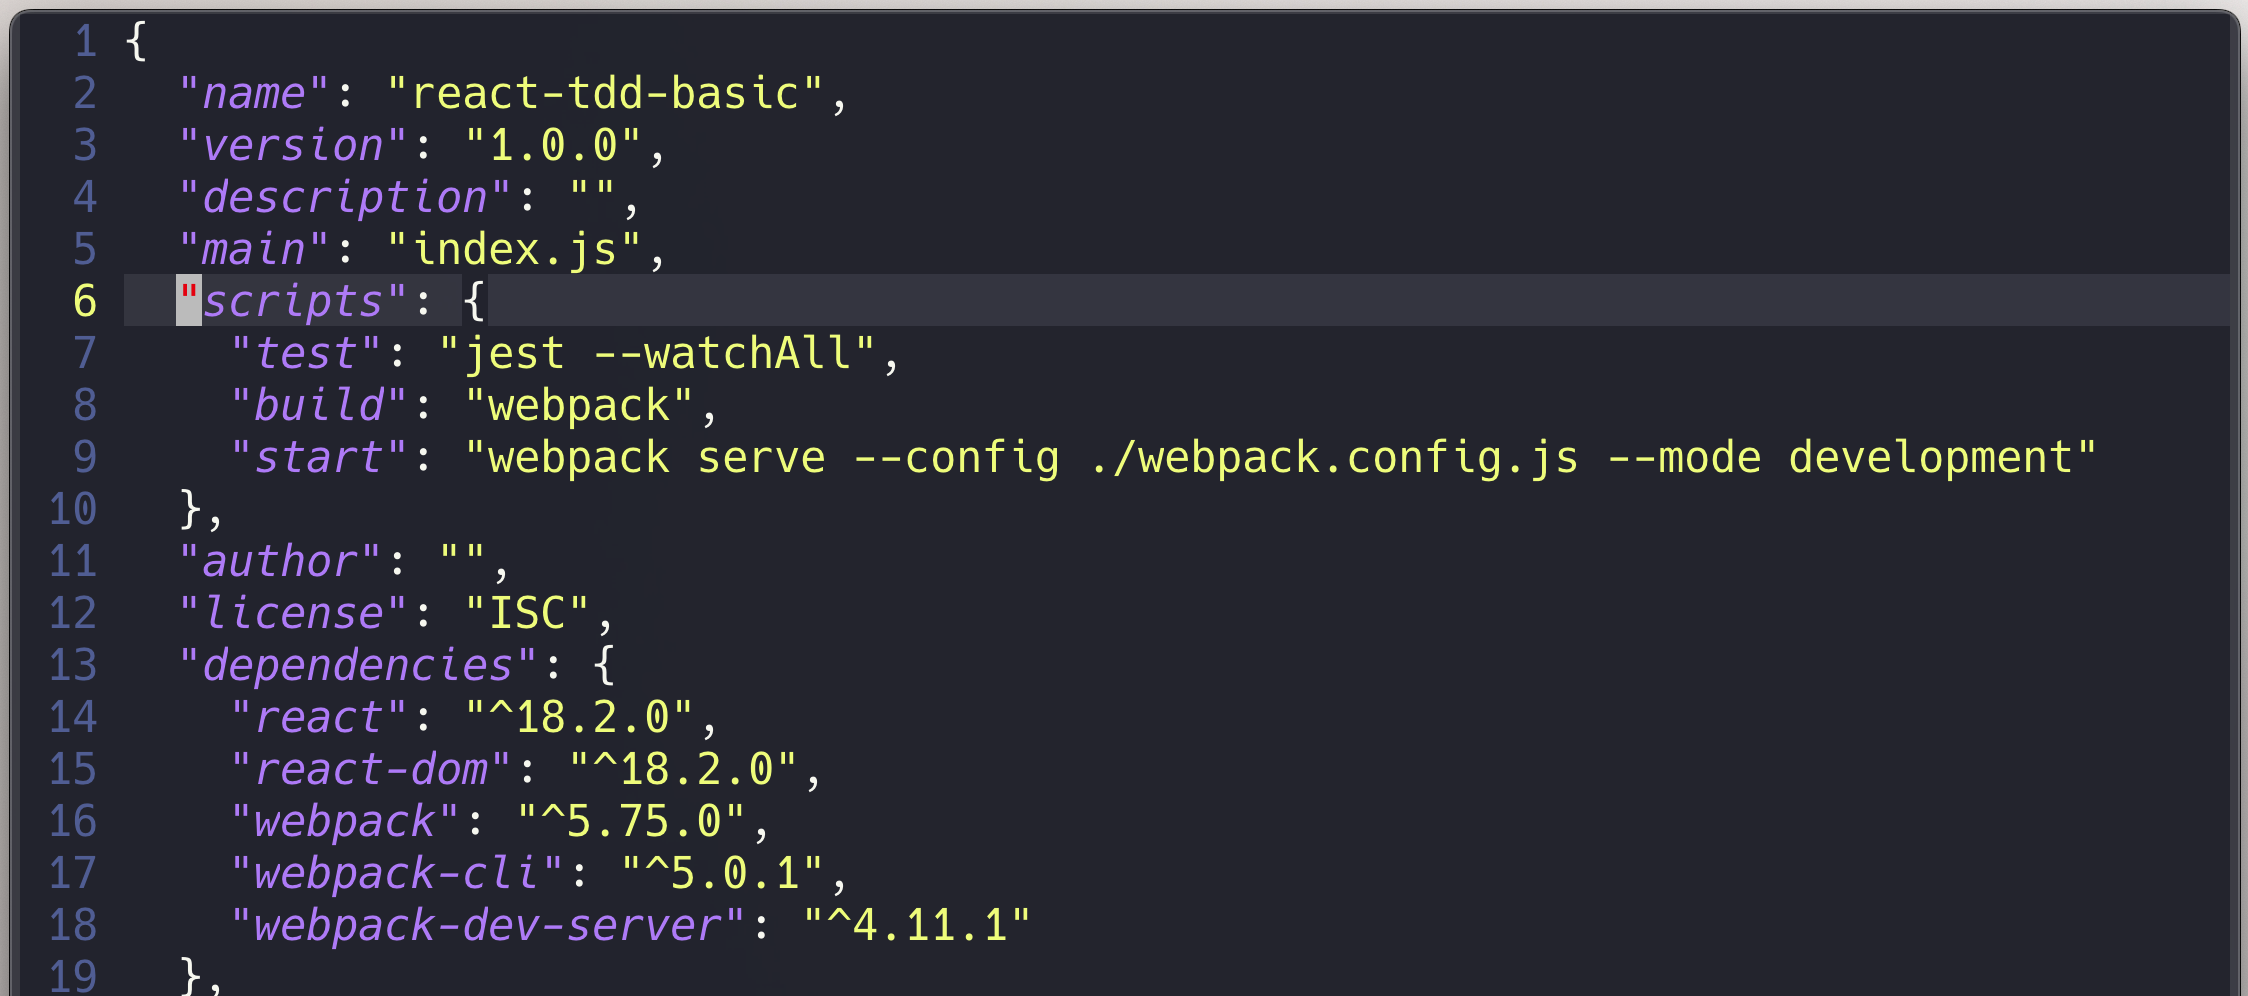 1 {
2   "name": "react-tdd-basic",
3   "version": "1.0.0",
4   "description": "",
5   "main": "index.js",
6   "scripts": {
7     "test": "jest --watchAll",
8     "build": "webpack",
9     "start": "webpack serve --config ./webpack.config.js --mode development"
10   },
11   "author": "",
12   "license": "ISC",
13   "dependencies": {
14     "react": "^18.2.0",
15     "react-dom": "^18.2.0",
16     "webpack": "^5.75.0",
17     "webpack-cli": "^5.0.1",
18     "webpack-dev-server": "^4.11.1"
19   },